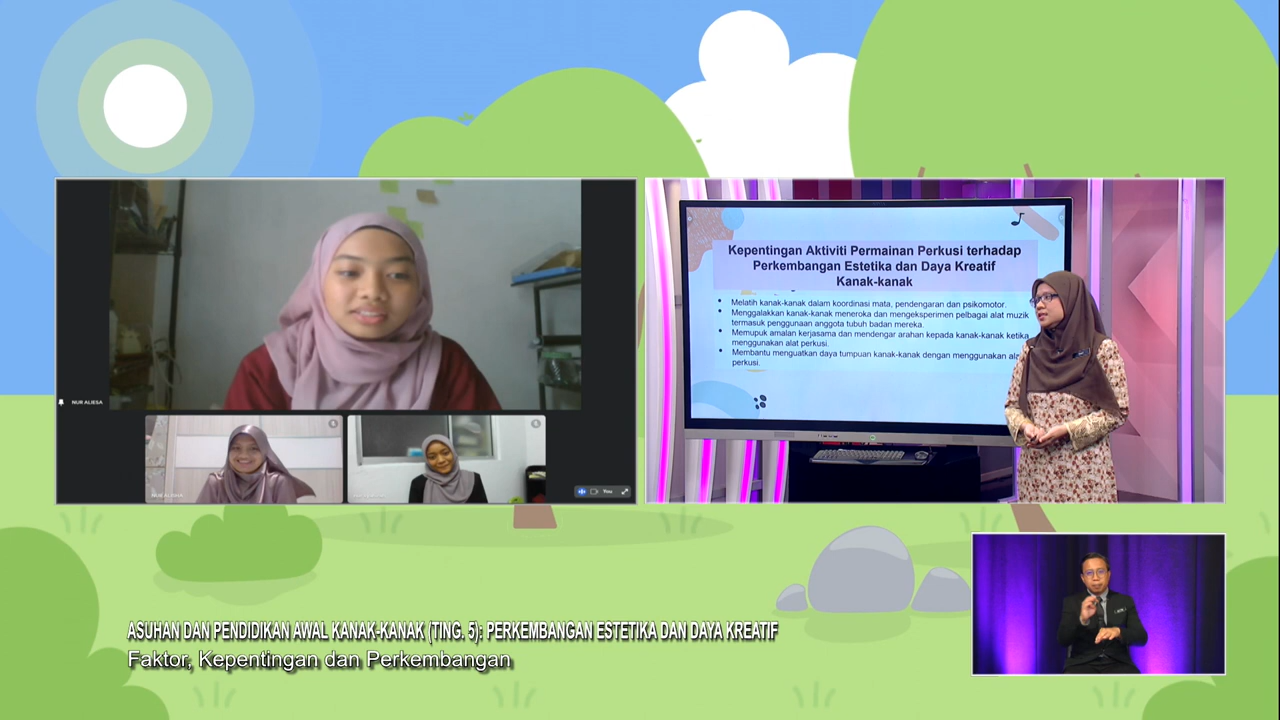 NUR ALIESA
Kepentingan Aktiviti Permainan Perkusi terhadap
Perkembangan Estetika dan Daya Kreatif
Kanak-kanak
• Melatih kanak-kanak dalam koordinasi mata, pendengaran dan psikomotor.
• Menggalakkan kanak-kanak meneroka dan mengeksperimen pelbagai alat muzik
termasuk penggunaan anggota tubuh badan mereka.
• Memupuk amalan kerjasama dan mendengar arahan kepada kanak-kanak ketika
menggunakan alat perkusi.
• Membantu menguatkan daya tumpuan kanak-kanak dengan menggunakan ala
perkusi.
You
ASUHAN DAN PENDIDIKAN AWAL KANAK-KANAK (TING. 5): PERKEMBANGAN ESTETIKA DAN DAYA KREATIF
Faktor, Kepentingan dan Perkembangan